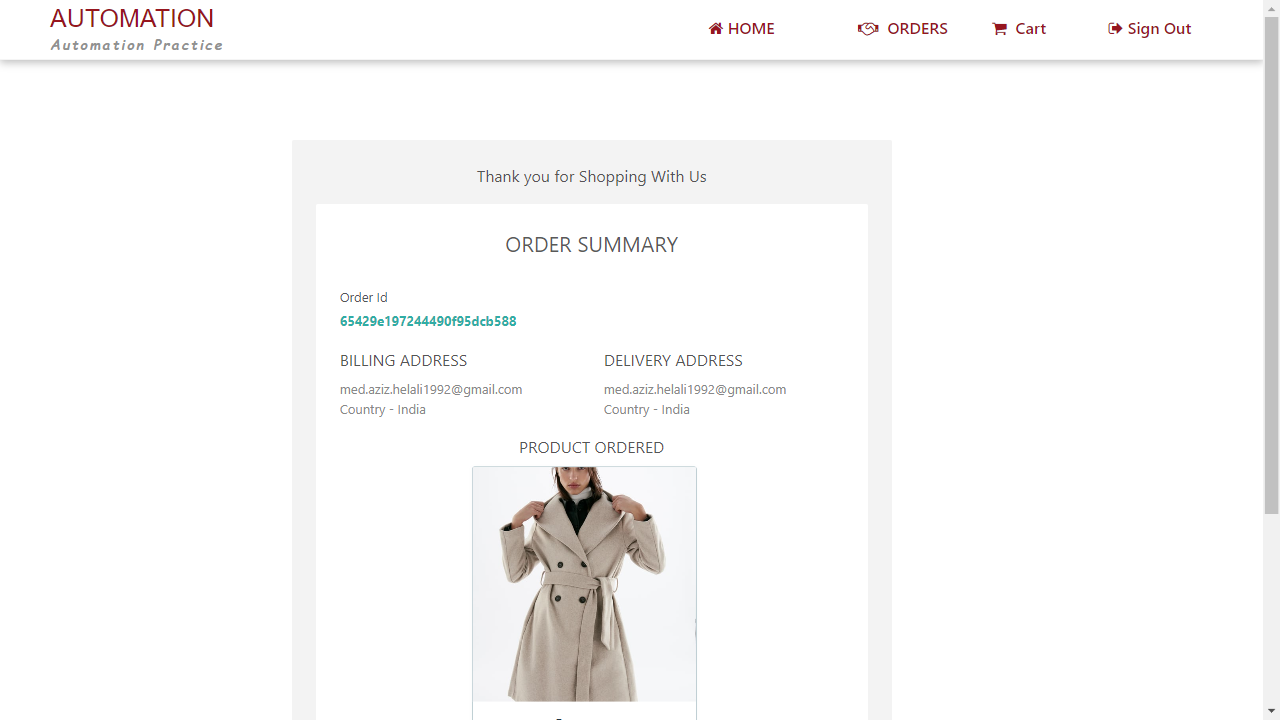 AUTOMATION
Automation Practice
HOME
ORDERS
Cart
Sign Out
Thank you for Shopping With Us
ORDER SUMMARY
Order Id
65429e197244490f95dcb588
BILLING ADDRESS
med.aziz.helali1992@gmail.com
Country - India
DELIVERY ADDRESS
med.aziz.helali1992@gmail.com
Country - India
PRODUCT ORDERED